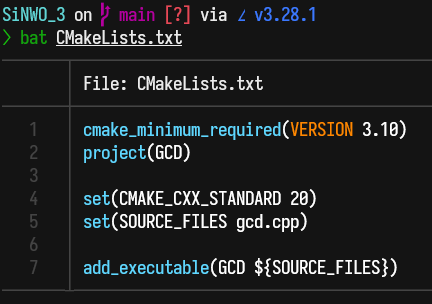 SiNWO_3 on main [?] via v3.28.1
> bat CMakeLists.txt
File: CMakeLists.txt
1 cmake_minimum_required(VERSION 3.10)
2 project(GCD)
3
4 set(CMAKE_CXX_STANDARD 20)
5 set(SOURCE_FILES gcd.cpp)
6
7 add_executable(GCD ${SOURCE_FILES})